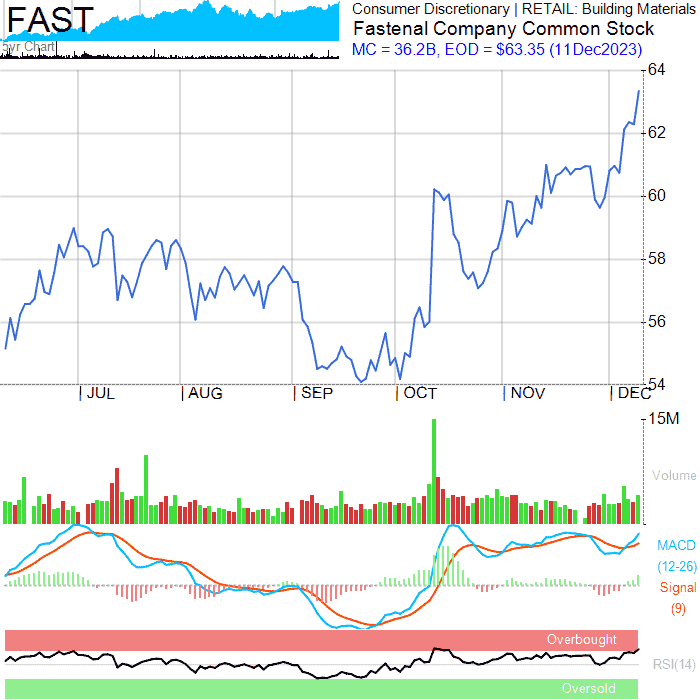 FAST
5yr Chart
Consumer Discretionary | RETAIL: Building Materials
Fastenal Company Common Stock
MC = 36.2B, EOD = $63.35 (11Dec2023)
64
62
60
58
56
54
JUL
AUG
SEP
OCT
NOV
DEC
15M
Volume
MACD
(12-26)
Signal
(9)
Overbought
RSI(14)
Oversold